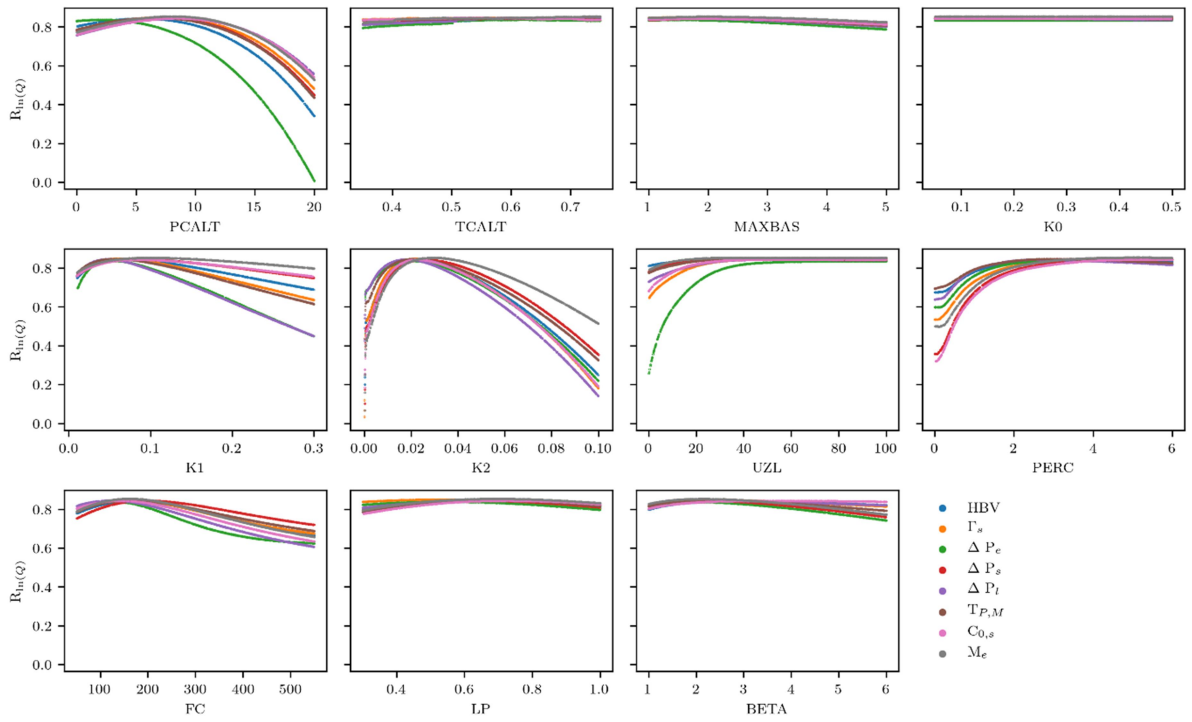 0.8
0.6
0.4
0.2
0.0
R_ln(Q)
0 5 10 15 20
PCALT
0.4 0.5 0.6 0.7
TCALT
1 2 3 4 5
MAXBAS
0.1 0.2 0.3 0.4 0.5
K0
0.8
0.6
0.4
0.2
0.0
R_ln(Q)
0.0 0.1 0.2 0.3
K1
0.00 0.02 0.04 0.06 0.08 0.10
K2
0 20 40 60 80 100
UZL
0 2 4 6
PERC
0.8
0.6
0.4
0.2
0.0
R_ln(Q)
100 200 300 400 500
FC
0.4 0.6 0.8 1.0
LP
1 2 3 4 5 6
BETA
HBV
Γ_s
Δ P_e
Δ P_s
Δ P_l
T_P,M
C_0,s
M_e